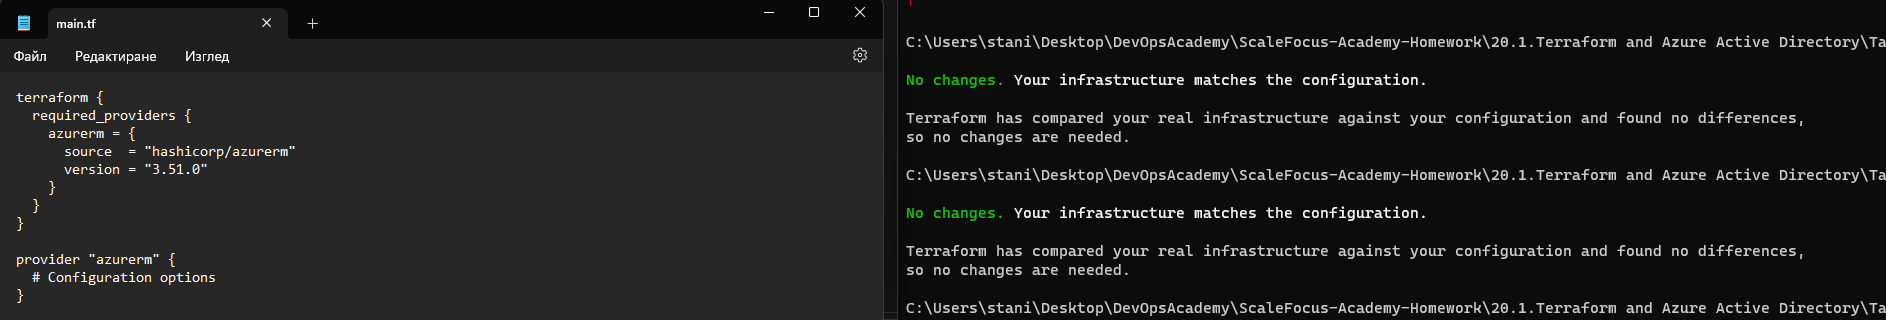 main.tf
Файл Редактиране Изглед
terraform {
  required_providers {
    azurerm = {
      source  = "hashicorp/azurerm"
      version = "3.51.0"
    }
  }
}
provider "azurerm" {
  # Configuration options
}
C:\Users\stani\Desktop\DevOpsAcademy\ScaleFocus-Academy-Homework\20.1.Terraform and Azure Active Directory\Ta
No changes. Your infrastructure matches the configuration.
Terraform has compared your real infrastructure against your configuration and found no differences,
so no changes are needed.
C:\Users\stani\Desktop\DevOpsAcademy\ScaleFocus-Academy-Homework\20.1.Terraform and Azure Active Directory\Ta
No changes. Your infrastructure matches the configuration.
Terraform has compared your real infrastructure against your configuration and found no differences,
so no changes are needed.
C:\Users\stani\Desktop\DevOpsAcademy\ScaleFocus-Academy-Homework\20.1.Terraform and Azure Active Directory\Ta